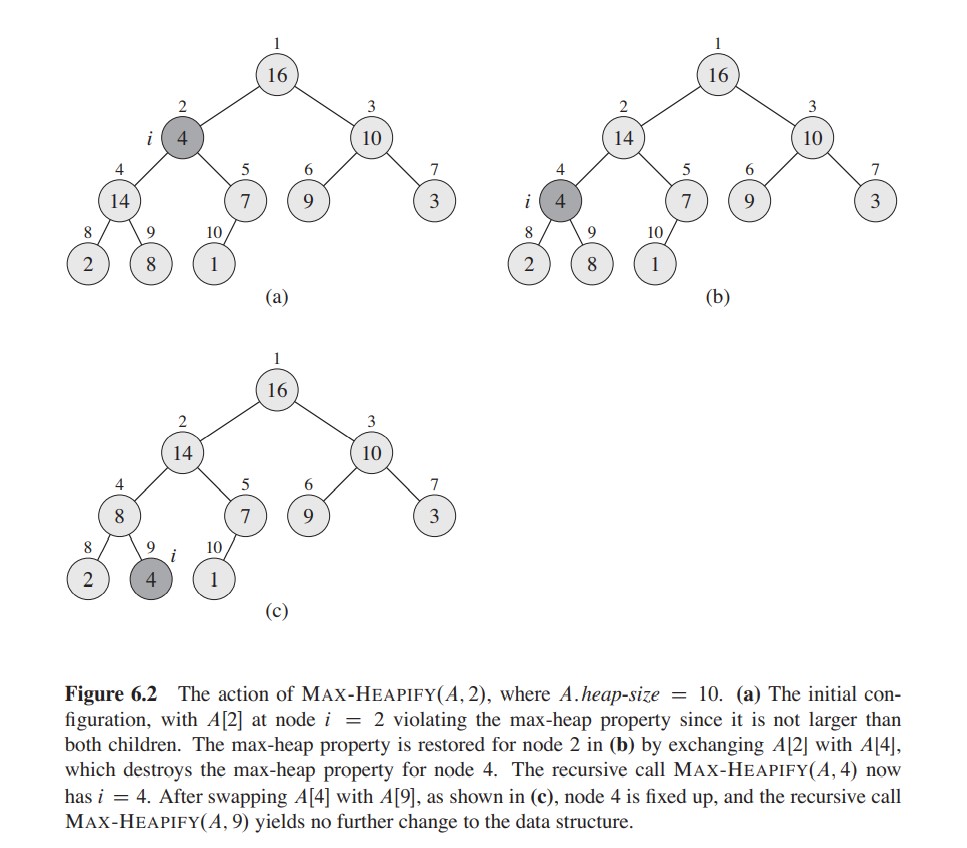 1
16
2 3
i 4 10
4 5 6 7
14 7 9 3
8 9 10
2 8 1
(a)
1
16
2 3
14 10
4 5 6 7
i 4 7 9 3
8 9 10
2 8 1
(b)
1
16
2 3
14 10
4 5 6 7
8 7 9 3
8 9 i 10
2 4 1
(c)
Figure 6.2 The action of MAX-HEAPIFY(A, 2), where A.heap-size = 10. (a) The initial con-
figuration, with A[2] at node i = 2 violating the max-heap property since it is not larger than
both children. The max-heap property is restored for node 2 in (b) by exchanging A[2] with A[4],
which destroys the max-heap property for node 4. The recursive call MAX-HEAPIFY(A, 4) now
has i = 4. After swapping A[4] with A[9], as shown in (c), node 4 is fixed up, and the recursive call
MAX-HEAPIFY(A, 9) yields no further change to the data structure.